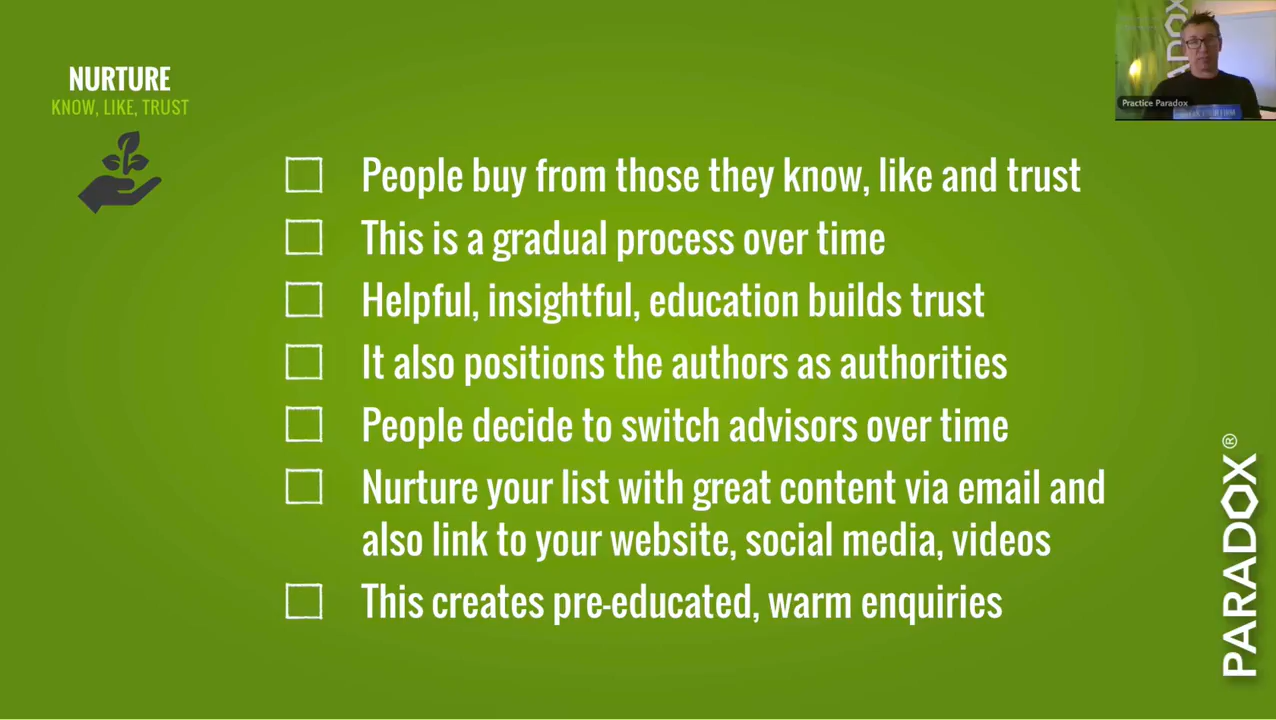 NURTURE
KNOW, LIKE, TRUST
People buy from those they know, like and trust
This is a gradual process over time
Helpful, insightful, education builds trust
It also positions the authors as authorities
People decide to switch advisors over time
Nurture your list with great content via email and
also link to your website, social media, videos
This creates pre-educated, warm enquiries
Practice Paradox
PARADOX®